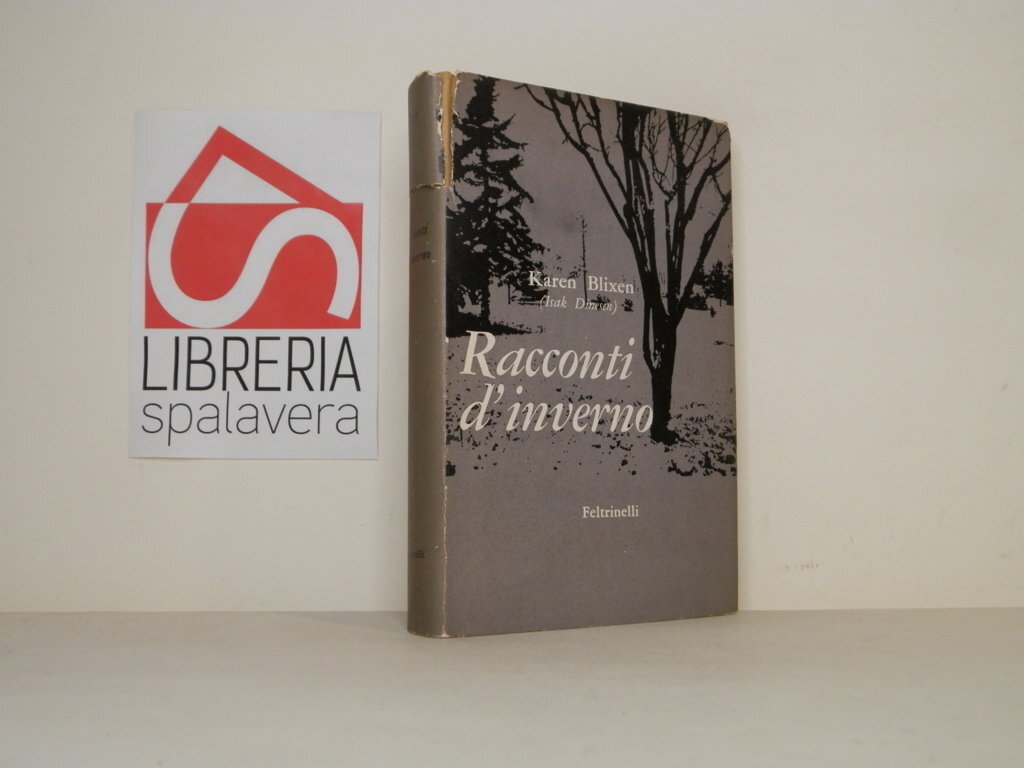 LIBRERIA
spalavera
Karen Blixen
(Isak Dinesen)
Racconti
d'inverno
Feltrinelli